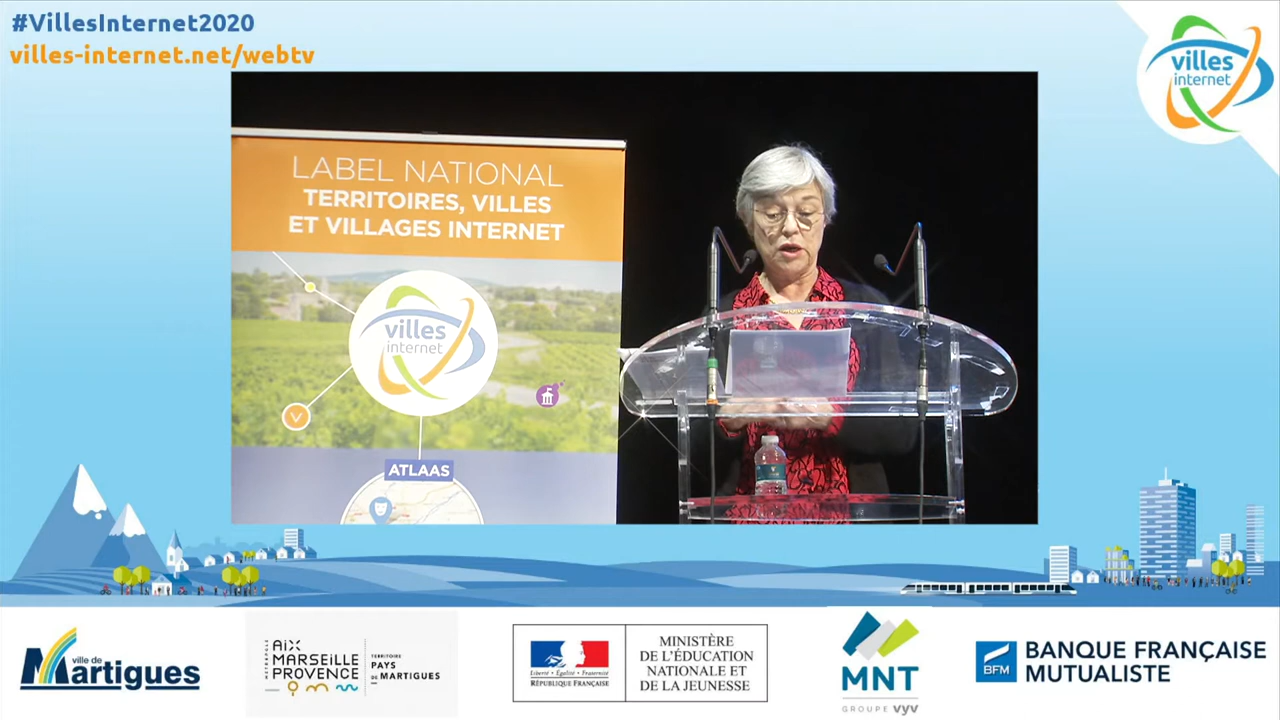 #VillesInternet2020
villes-internet.net/webtv
villes
internet
LABEL NATIONAL
TERRITOIRES, VILLES
ET VILLAGES INTERNET
villes
internet
ATLAAS
ville de
Martigues
MÉTROPOLE
AIX
MARSEILLE
PROVENCE
TERRITOIRE
PAYS
DE MARTIGUES
Liberté • Égalité • Fraternité
RÉPUBLIQUE FRANÇAISE
MINISTÈRE
DE L'ÉDUCATION
NATIONALE ET
DE LA JEUNESSE
MNT
GROUPE vyv
BFM
BANQUE FRANÇAISE
MUTUALISTE